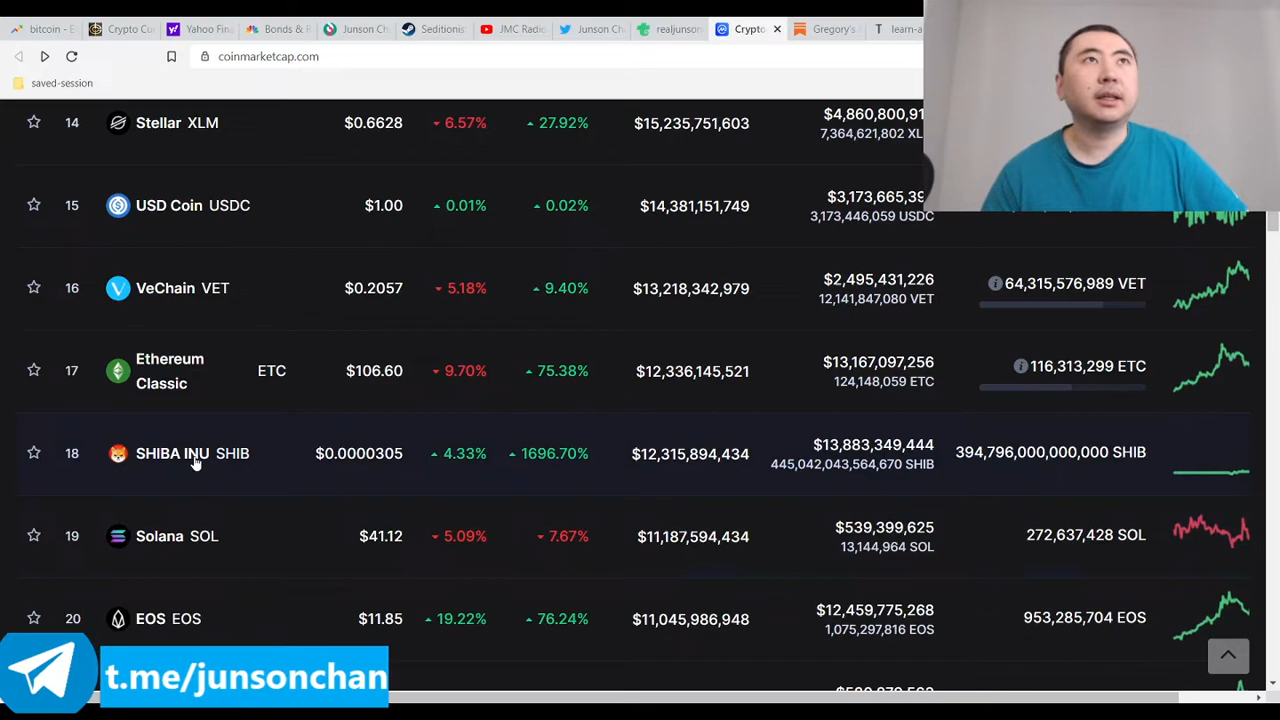 bitcoin - E
Crypto Cu
Yahoo Fin
Bonds & R
Junson Ch
Seditionis
JMC Radi
Junson Ch
realjunson
Crypto
Gregory's
learn-a
coinmarketcap.com
saved-session
14 Stellar XLM $0.6628 6.57% 27.92% $15,235,751,603 $4,860,800,91
7,364,621,802 XL
15 USD Coin USDC $1.00 0.01% 0.02% $14,381,151,749 $3,173,665,39
3,173,446,059 USDC
16 VeChain VET $0.2057 5.18% 9.40% $13,218,342,979 $2,495,431,226 64,315,576,989 VET
12,141,847,080 VET
17 Ethereum Classic ETC $106.60 9.70% 75.38% $12,336,145,521 $13,167,097,256 116,313,299 ETC
124,148,059 ETC
18 SHIBA INU SHIB $0.0000305 4.33% 1696.70% $12,315,894,434 $13,883,349,444 394,796,000,000,000 SHIB
445,042,043,564,670 SHIB
19 Solana SOL $41.12 5.09% 7.67% $11,187,594,434 $539,399,625 272,637,428 SOL
13,144,964 SOL
20 EOS EOS $11.85 19.22% 76.24% $11,045,986,948 $12,459,775,268 953,285,704 EOS
1,075,297,816 EOS
t.me/junsonchan